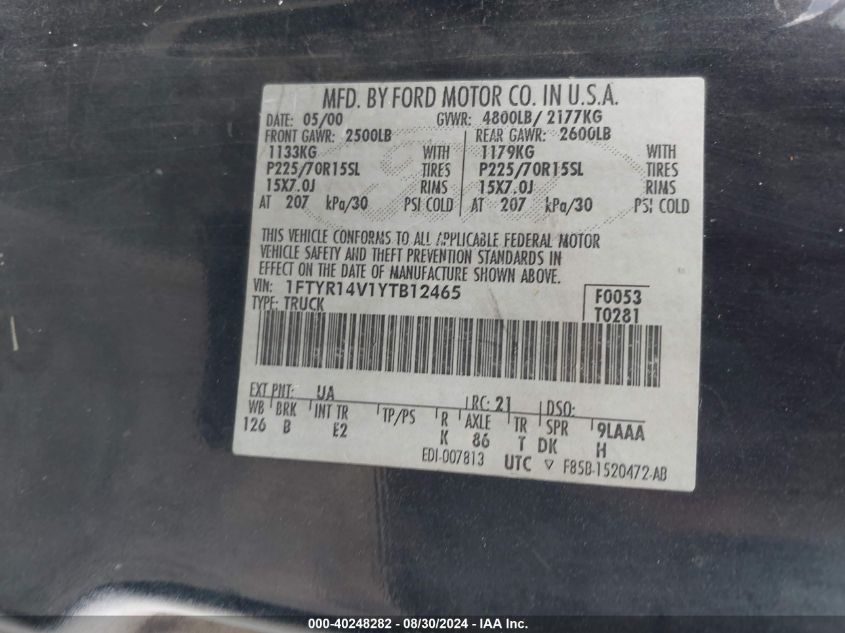 MFD. BY FORD MOTOR CO. IN U.S.A.
DATE: 05/00 GVWR: 4800LB/ 2177KG
FRONT GAWR: 2500LB REAR GAWR: 2600LB
1133KG WITH 1179KG WITH
P225/70R15SL TIRES P225/70R15SL TIRES
15X7.0J RIMS 15X7.0J RIMS
AT 207 kPa/30 PSI COLD AT 207 kPa/30 PSI COLD
THIS VEHICLE CONFORMS TO ALL APPLICABLE FEDERAL MOTOR
VEHICLE SAFETY AND THEFT PREVENTION STANDARDS IN
EFFECT ON THE DATE OF MANUFACTURE SHOWN ABOVE.
VIN: 1FTYR14V1YTB12465 F0053
TYPE: TRUCK T0281
EXT PNT: UA RC: 21 DSO:
WB BRK INT TR TP/PS R AXLE TR SPR 9LAAA
126 B E2 K 86 T DK H
EDI-007813 UTC ▽ F85B-1520472-AB
000-40248282 - 08/30/2024 - IAA Inc.